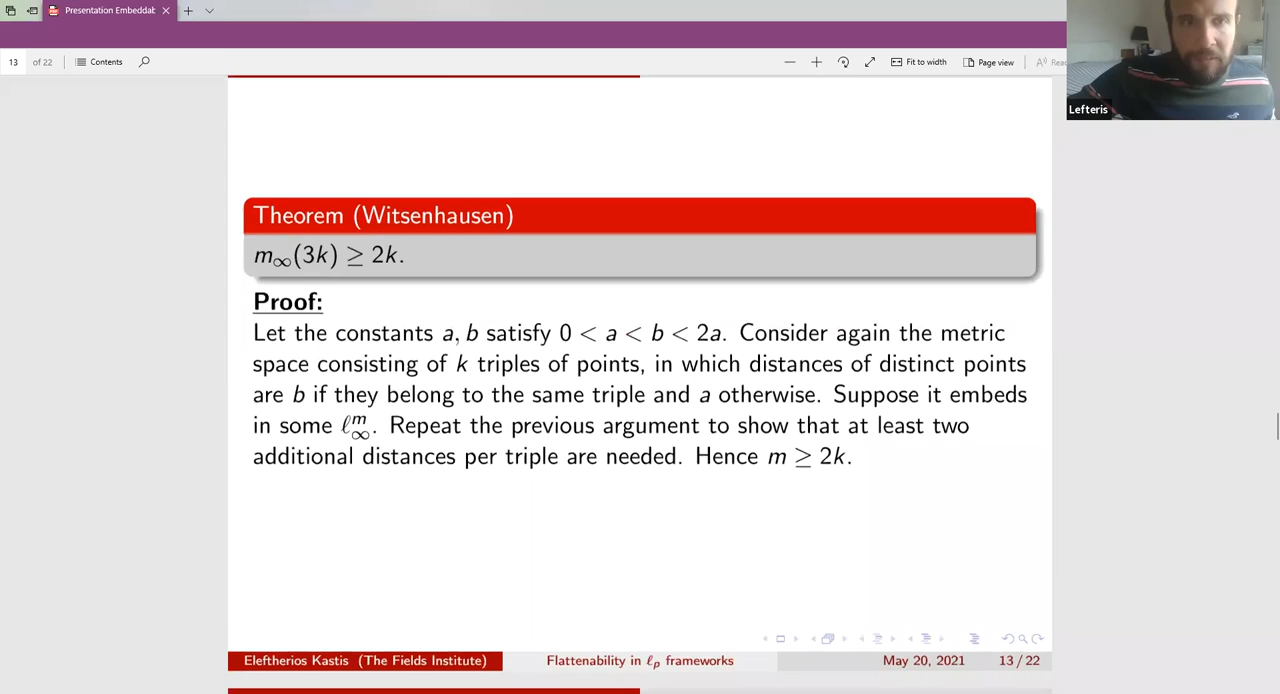 Presentation Embeddab
13 of 22 Contents Fit to width Page view
Lefteris
Theorem (Witsenhausen)
m∞(3k) ≥ 2k.
Proof:
Let the constants a, b satisfy 0 < a < b < 2a. Consider again the metric
space consisting of k triples of points, in which distances of distinct points
are b if they belong to the same triple and a otherwise. Suppose it embeds
in some ℓ∞^m. Repeat the previous argument to show that at least two
additional distances per triple are needed. Hence m ≥ 2k.
Eleftherios Kastis (The Fields Institute) Flattenability in ℓp frameworks May 20, 2021 13 / 22